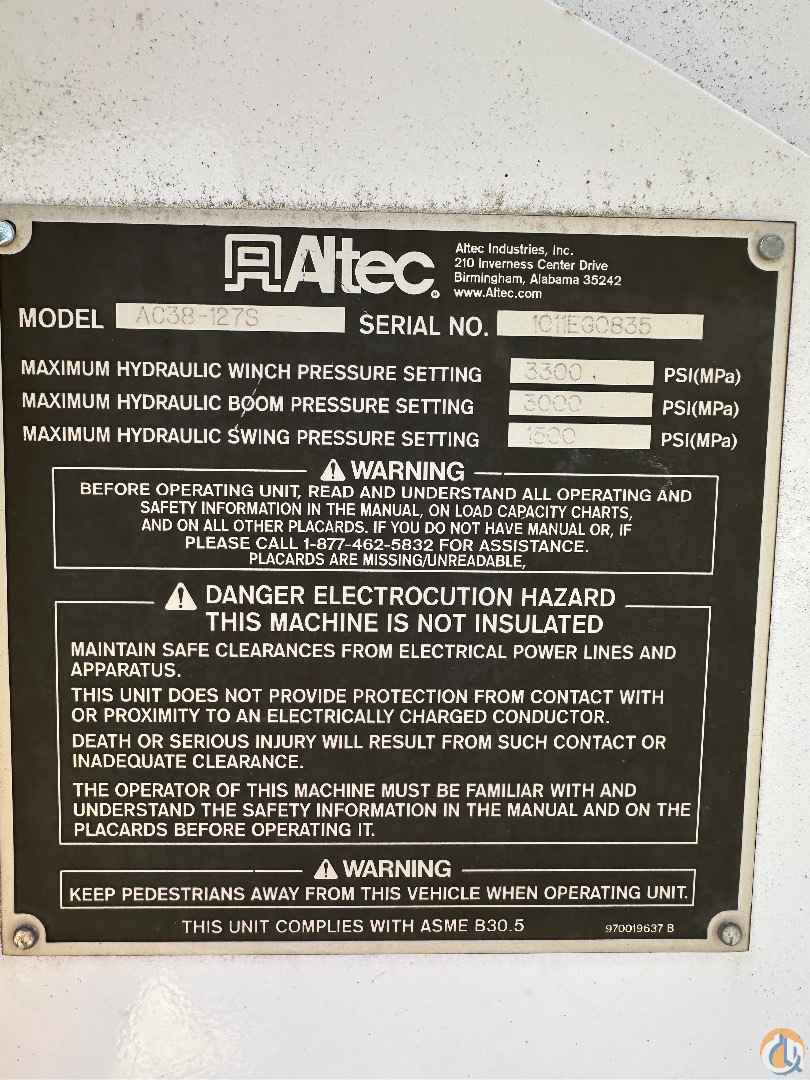 Altec
Altec Industries, Inc.
210 Inverness Center Drive
Birmingham, Alabama 35242
www.Altec.com
MODEL AC38-127S SERIAL NO. 1011EG0835
MAXIMUM HYDRAULIC WINCH PRESSURE SETTING 3300 PSI(MPa)
MAXIMUM HYDRAULIC BOOM PRESSURE SETTING 3000 PSI(MPa)
MAXIMUM HYDRAULIC SWING PRESSURE SETTING 1500 PSI(MPa)
WARNING
BEFORE OPERATING UNIT, READ AND UNDERSTAND ALL OPERATING AND
SAFETY INFORMATION IN THE MANUAL, ON LOAD CAPACITY CHARTS,
AND ON ALL OTHER PLACARDS. IF YOU DO NOT HAVE MANUAL OR, IF
PLEASE CALL 1-877-462-5832 FOR ASSISTANCE.
PLACARDS ARE MISSING/UNREADABLE,
DANGER ELECTROCUTION HAZARD
THIS MACHINE IS NOT INSULATED
MAINTAIN SAFE CLEARANCES FROM ELECTRICAL POWER LINES AND
APPARATUS.
THIS UNIT DOES NOT PROVIDE PROTECTION FROM CONTACT WITH
OR PROXIMITY TO AN ELECTRICALLY CHARGED CONDUCTOR.
DEATH OR SERIOUS INJURY WILL RESULT FROM SUCH CONTACT OR
INADEQUATE CLEARANCE.
THE OPERATOR OF THIS MACHINE MUST BE FAMILIAR WITH AND
UNDERSTAND THE SAFETY INFORMATION IN THE MANUAL AND ON THE
PLACARDS BEFORE OPERATING IT.
WARNING
KEEP PEDESTRIANS AWAY FROM THIS VEHICLE WHEN OPERATING UNIT.
THIS UNIT COMPLIES WITH ASME B30.5
970019637 B